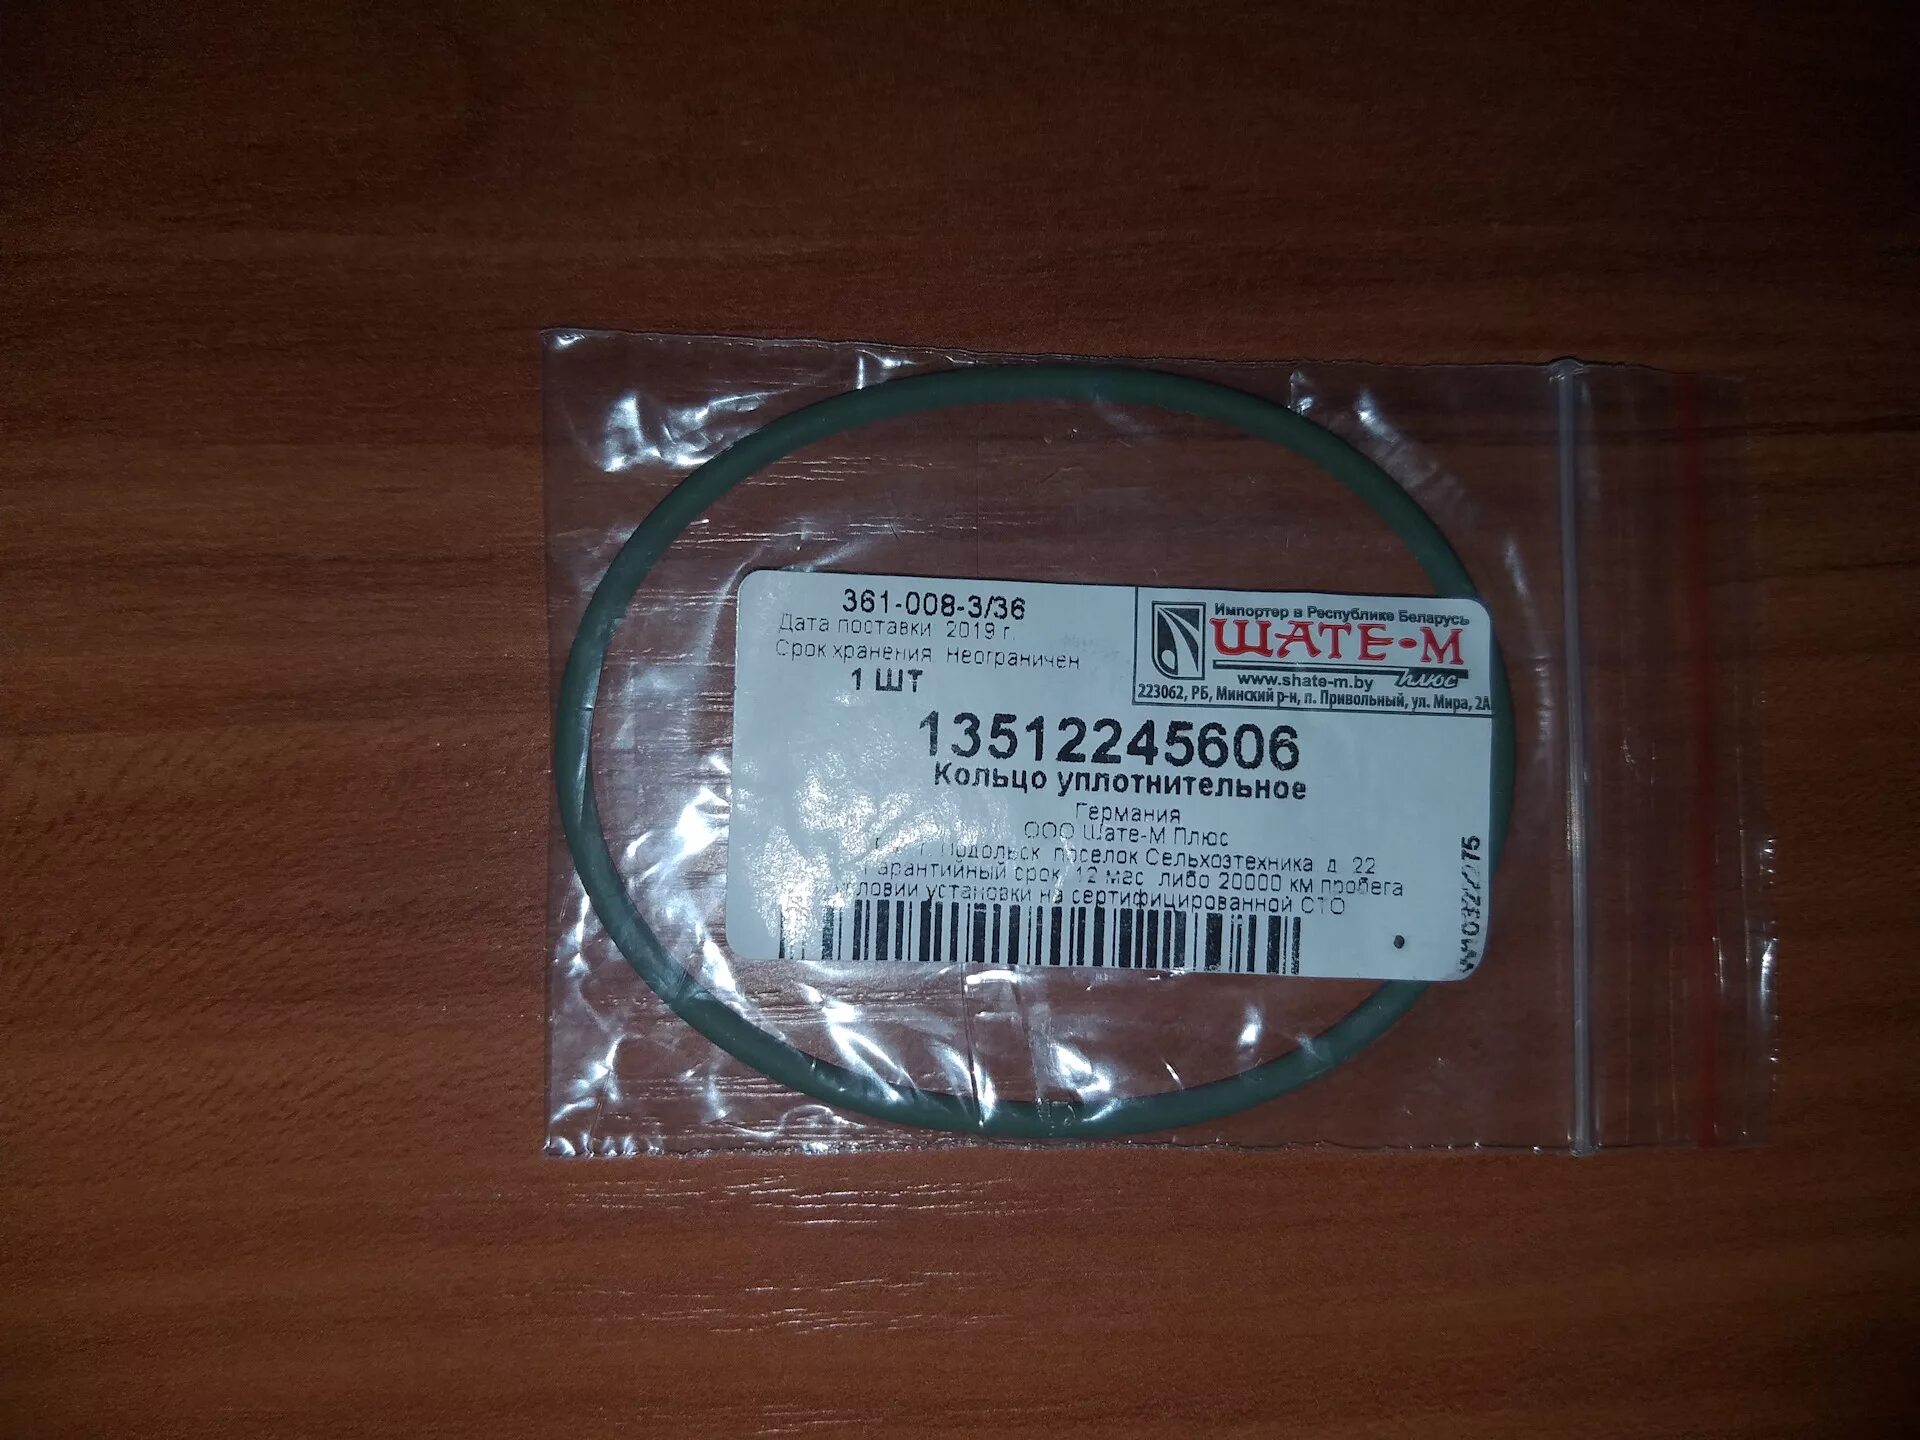 361-008-3/36
Дата поставки: 2019 г.
Срок хранения: неограничен
1 ШТ
Импортер в Республике Беларусь
ШАТЕ-М
плюс
www.shate-m.by
223062, РБ, Минский р-н, п. Привольный, ул. Мира, 2А
13512245606
Кольцо уплотнительное
Германия
ООО Шате-М Плюс
г. Подольск, поселок Сельхозтехника, д. 22
Гарантийный срок: 12 мес. либо 20000 км пробега
условии установки на сертифицированной СТО